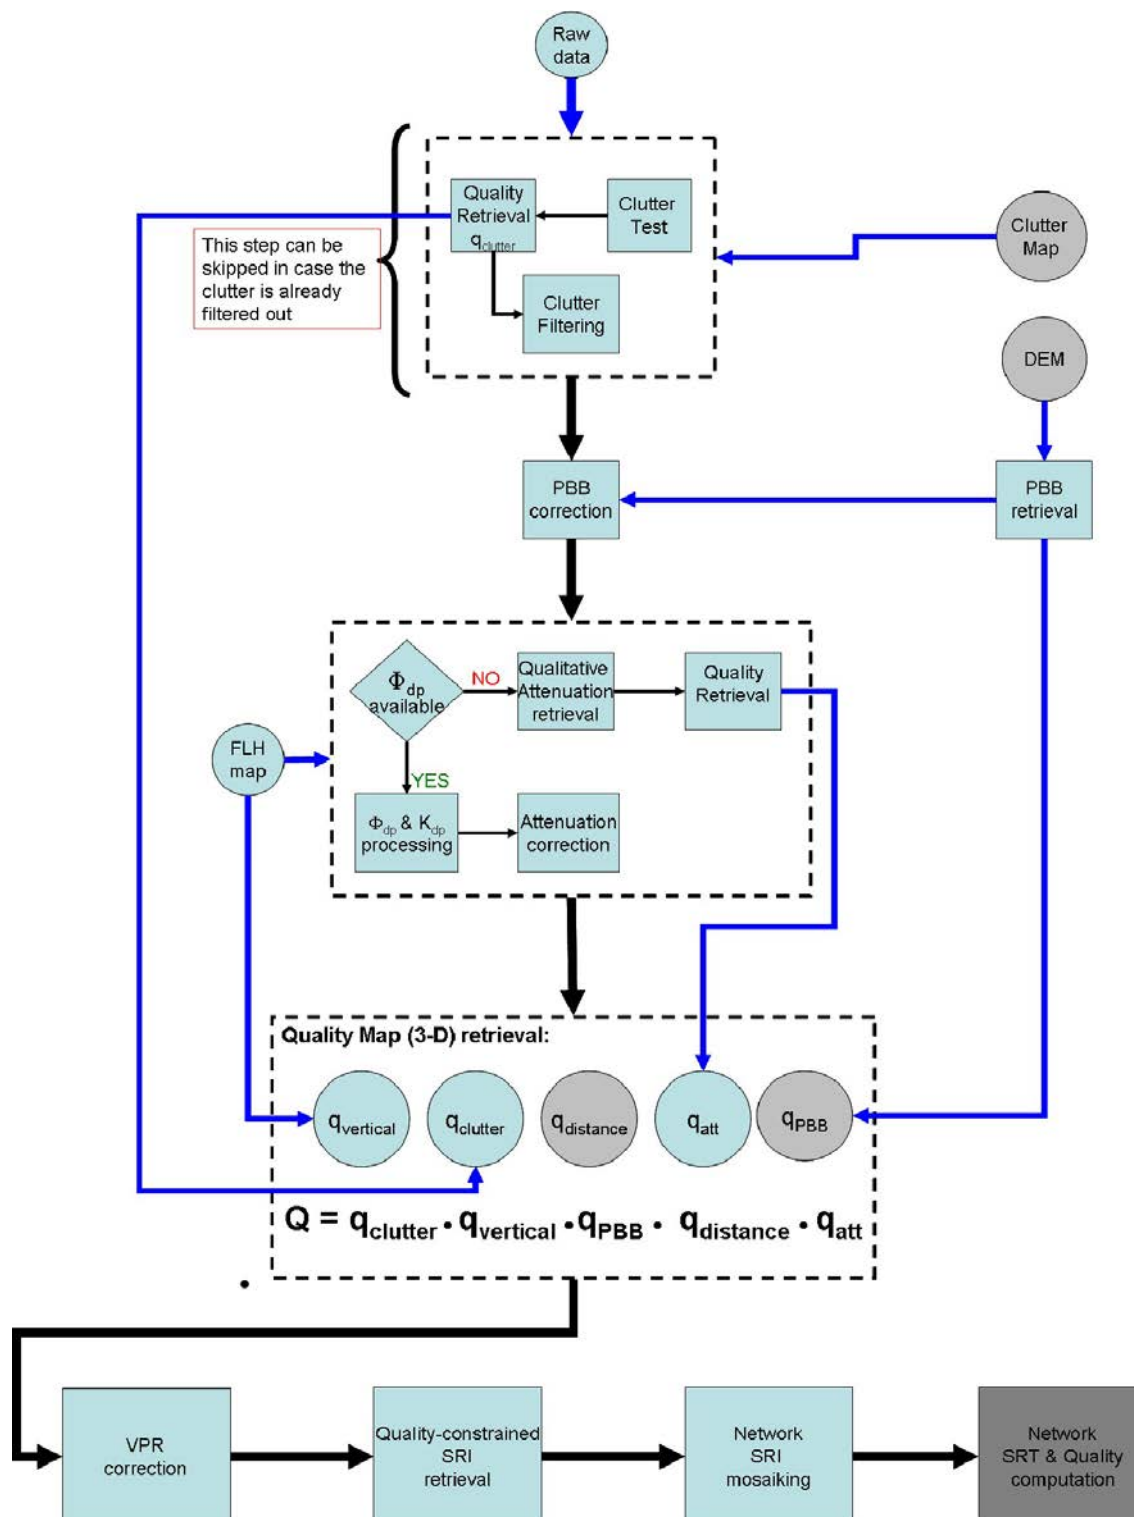 Raw
data
Quality
Retrieval
qclutter
Clutter
Test
Clutter
Map
This step can be
skipped in case the
clutter is already
filtered out
Clutter
Filtering
DEM
PBB
correction
PBB
retrieval
Φdp
available
NO
Qualitative
Attenuation
retrieval
Quality
Retrieval
FLH
map
YES
Φdp & Kdp
processing
Attenuation
correction
Quality Map (3-D) retrieval:
qvertical
qclutter
qdistance
qatt
qPBB
Q = qclutter · qvertical · qPBB · qdistance · qatt
VPR
correction
Quality-constrained
SRI
retrieval
Network
SRI
mosaiking
Network
SRT & Quality
computation